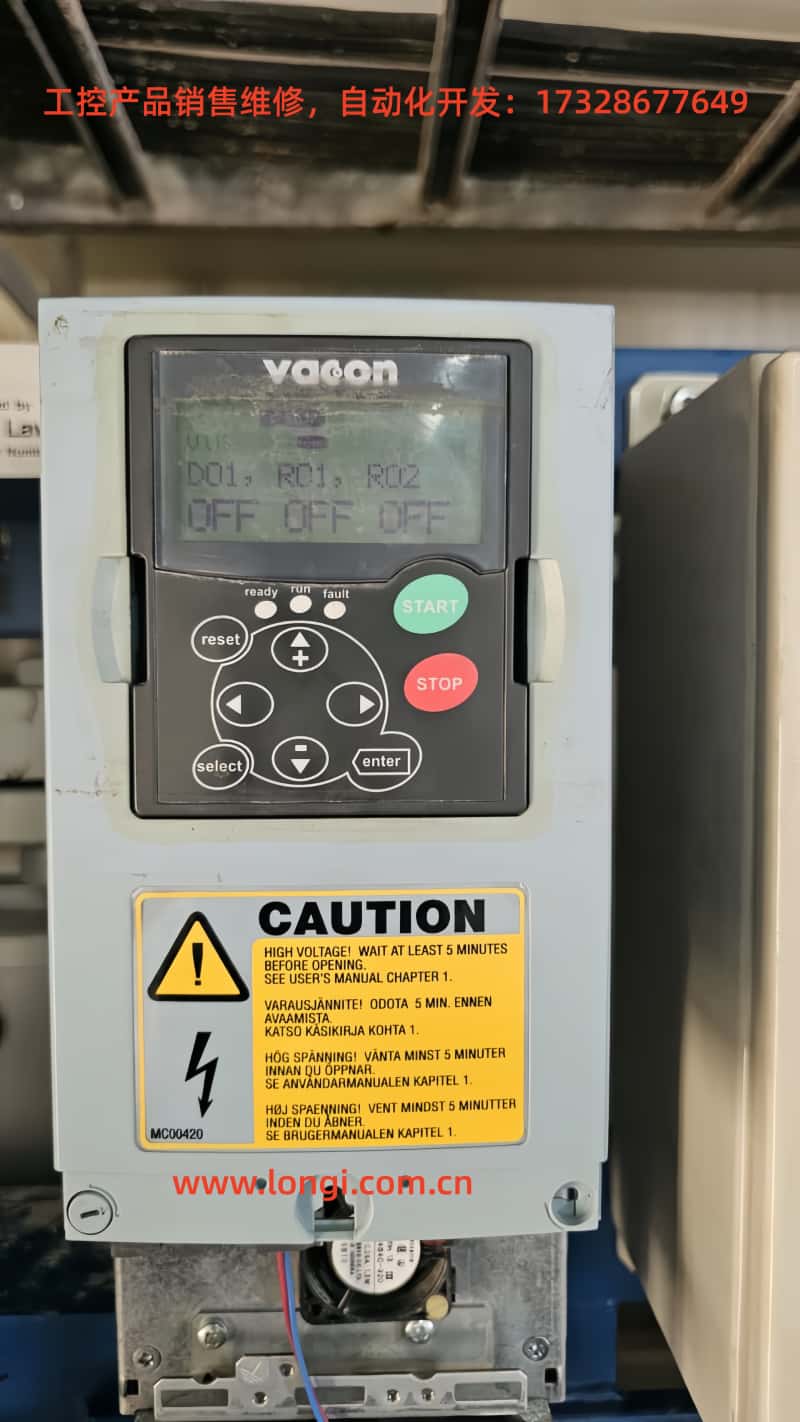 工控产品销售维修，自动化开发：17328677649
vacon
DO1, RO1, RO2
OFF OFF OFF
ready run fault
START
reset
+
STOP
-
select
enter
CAUTION
HIGH VOLTAGE! WAIT AT LEAST 5 MINUTES
BEFORE OPENING.
SEE USER'S MANUAL CHAPTER 1.
VARAUSJÄNNITE! ODOTA 5 MIN. ENNEN
AVAAMISTA.
KATSO KÄSIKIRJA KOHTA 1.
HÖG SPÄNNING! VÄNTA MINST 5 MINUTER
INNAN DU ÖPPNAR.
SE ANVÄNDARMANUALEN KAPITEL 1.
HØJ SPAENNING! VENT MINDST 5 MINUTTER
INDEN DU ÅBNER.
SE BRUGERMANUALEN KAPITEL 1.
MC00420
www.longi.com.cn